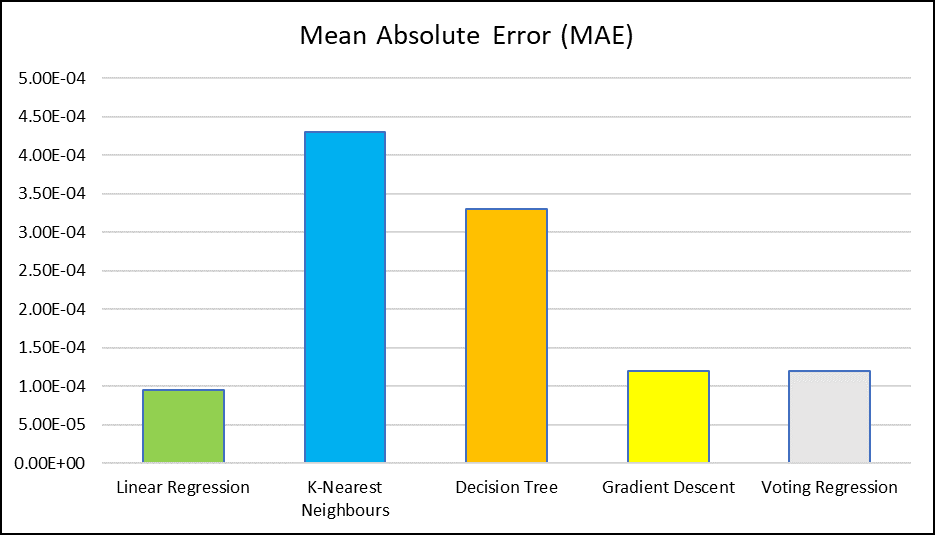 Mean Absolute Error (MAE)
5.00E-04
4.50E-04
4.00E-04
3.50E-04
3.00E-04
2.50E-04
2.00E-04
1.50E-04
1.00E-04
5.00E-05
0.00E+00
Linear Regression
K-Nearest
Neighbours
Decision Tree
Gradient Descent
Voting Regression